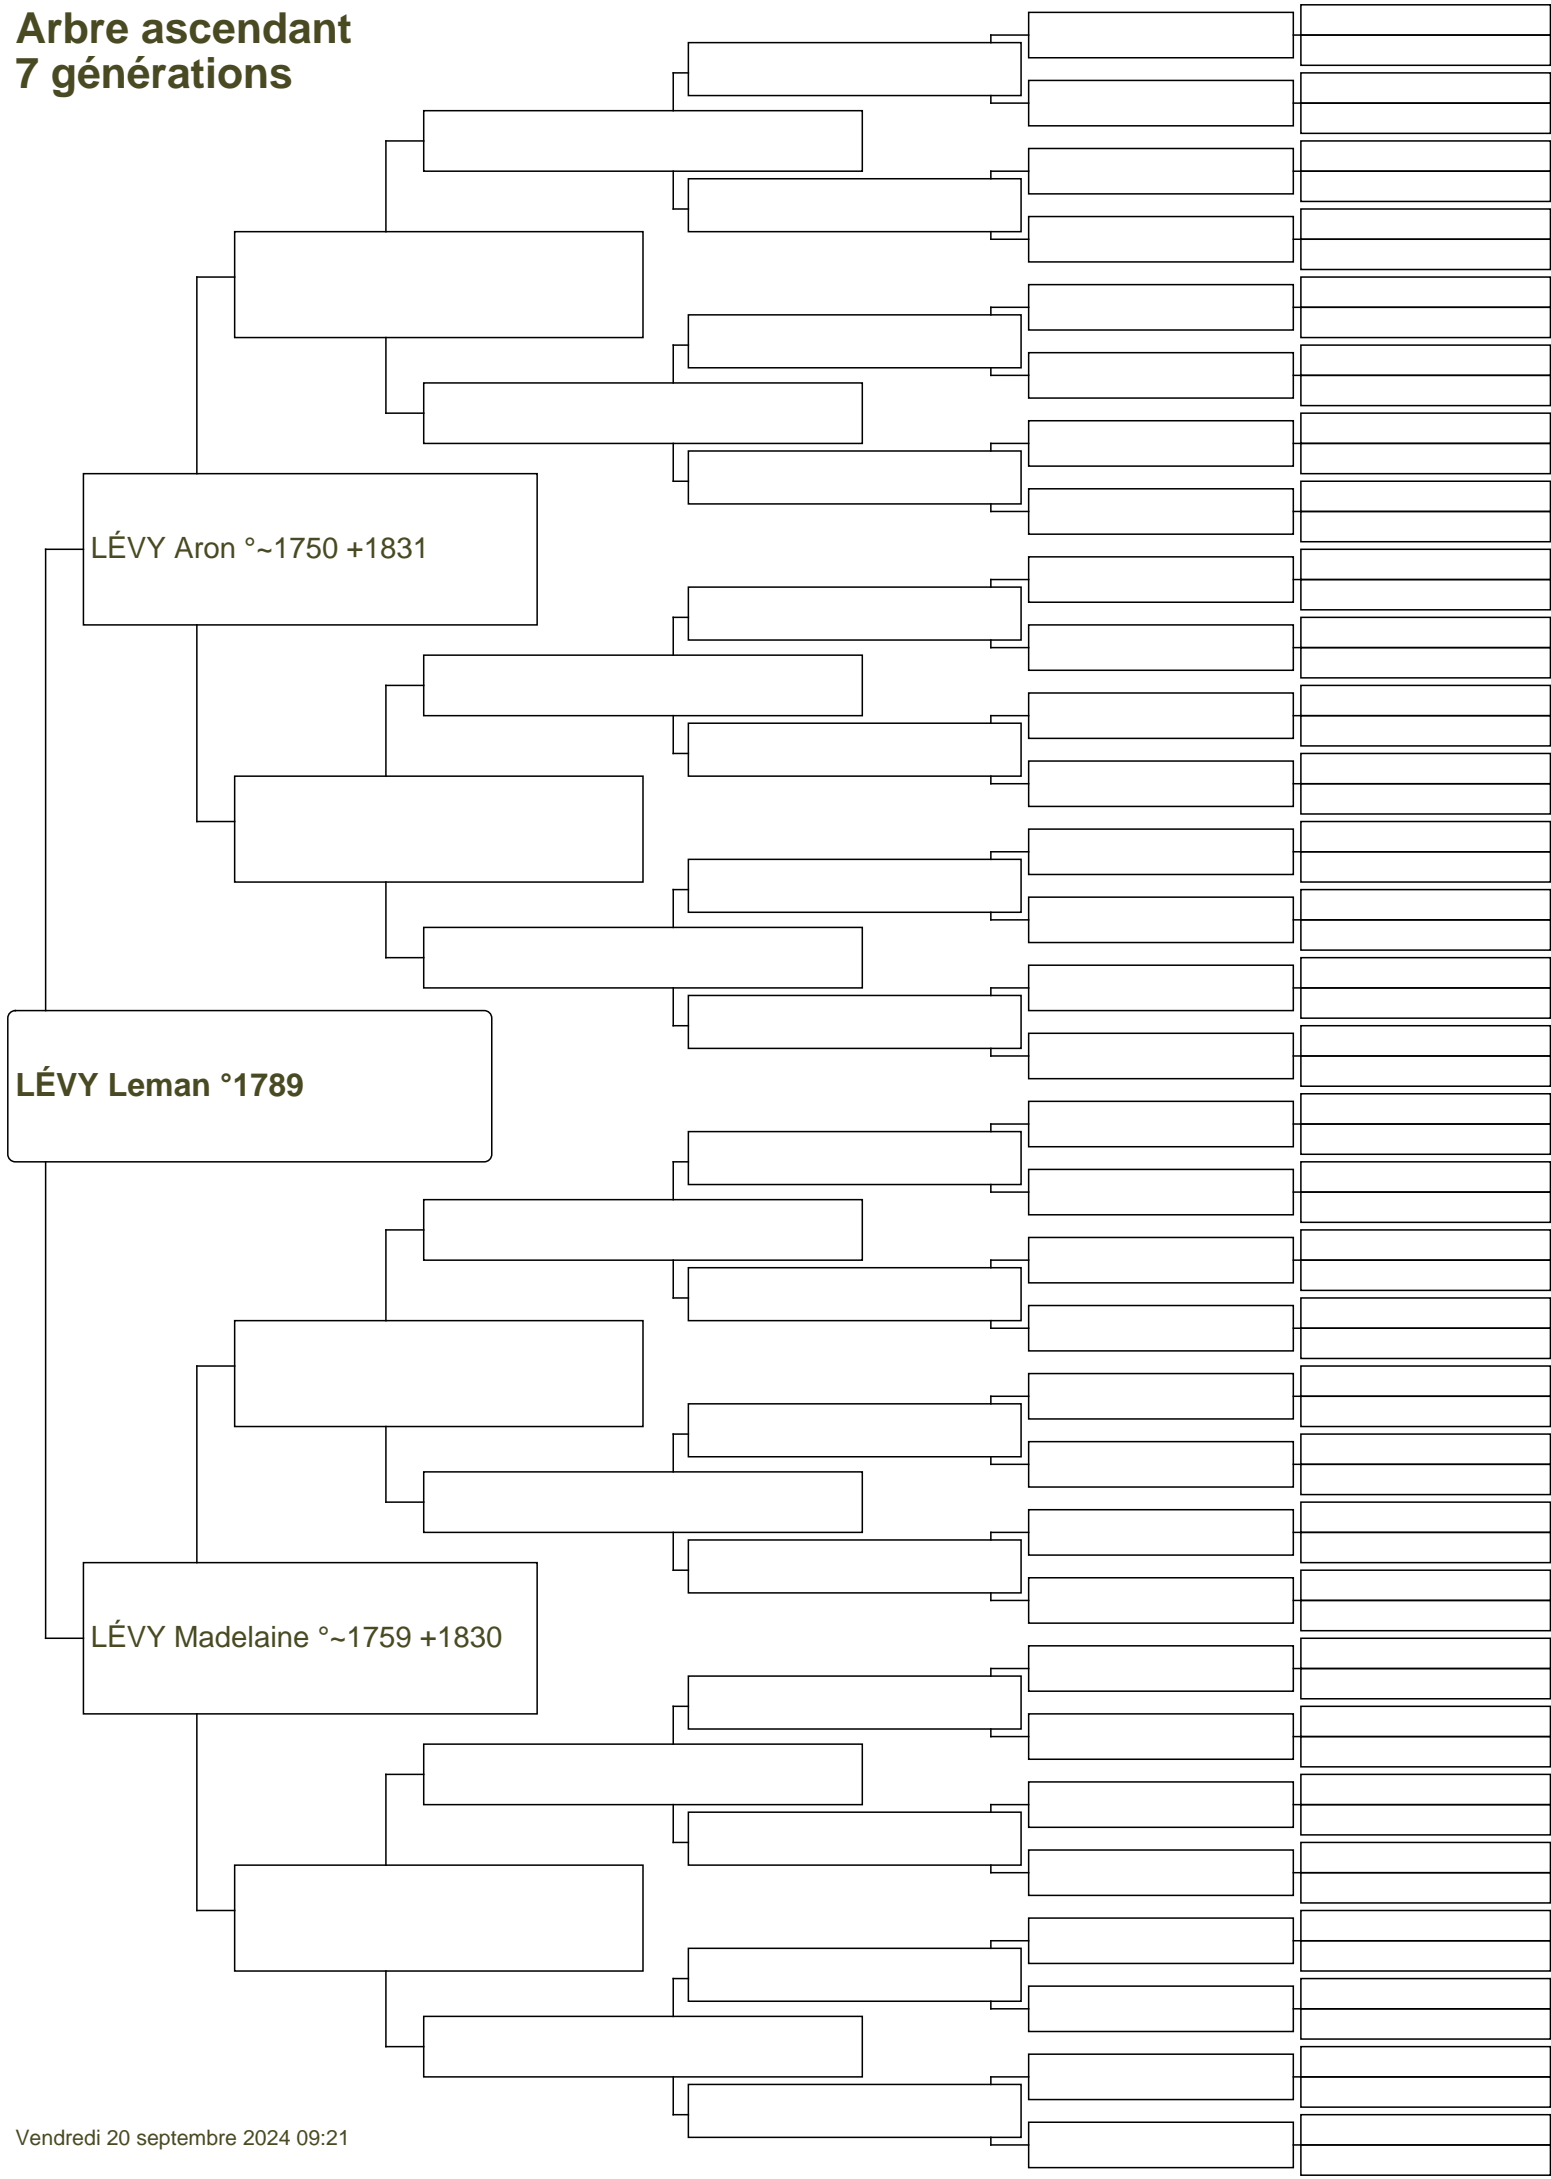 Arbre ascendant
7 générations
LÉVY Aron °~1750 +1831
LÉVY Leman °1789
LÉVY Madelaine °~1759 +1830
Vendredi 20 septembre 2024 09:21